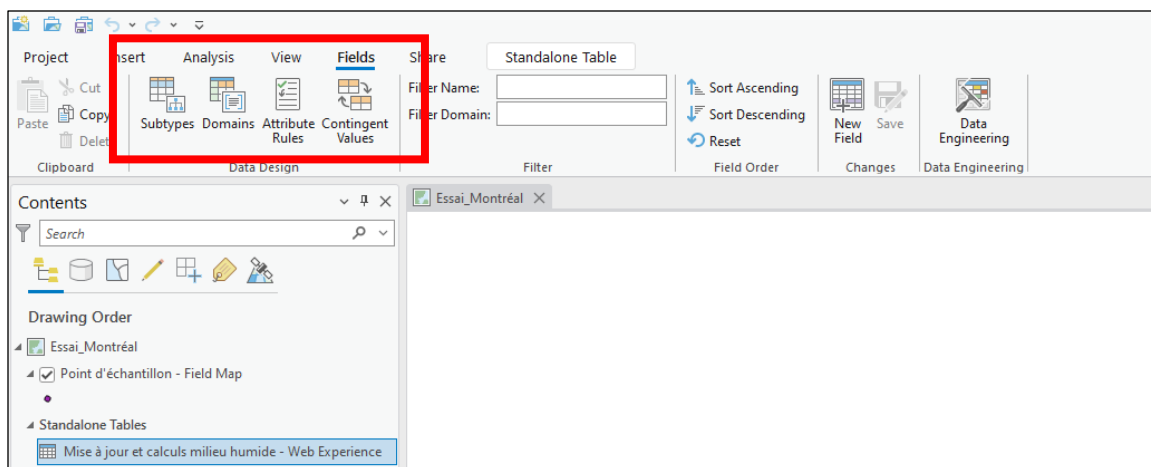 Project Insert Analysis View Fields Share Standalone Table
Paste
Cut
Copy
Clipboard
Subtypes Domains Attribute Rules Contingent Values
Data Design
Filter Name:
Filter Domain:
Filter
Sort Ascending
Sort Descending
Reset
Field Order
New Field
Save
Changes
Data Engineering
Data Engineering
Contents
Search
Essai_Montréal
Drawing Order
Essai_Montréal
Point d'échantillon - Field Map
Standalone Tables
Mise à jour et calculs milieu humide - Web Experience